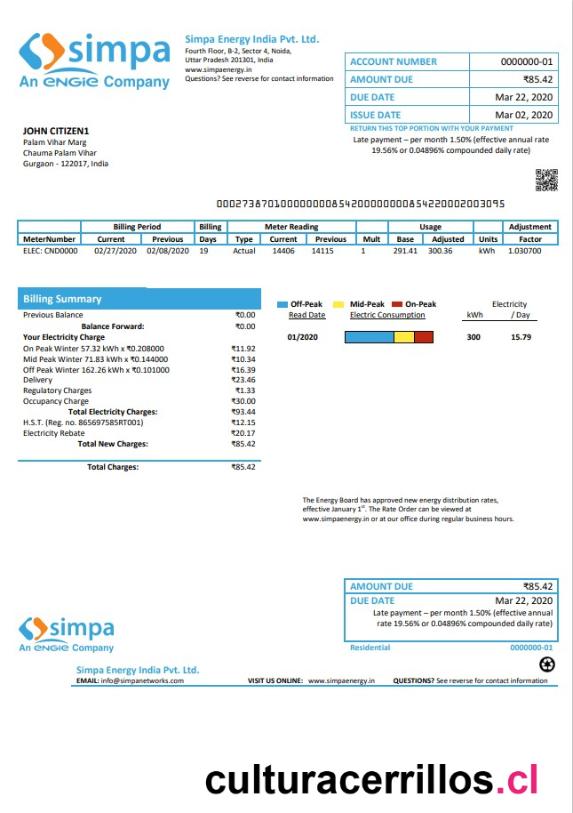 simpa
An ENGIE Company
Simpa Energy India Pvt. Ltd.
Fourth Floor, B-2, Sector 4, Noida,
Uttar Pradesh 201301, India
www.simpaenergy.in
Questions? See reverse for contact information
ACCOUNT NUMBER 0000000-01
AMOUNT DUE ₹85.42
DUE DATE Mar 22, 2020
ISSUE DATE Mar 02, 2020
RETURN THIS TOP PORTION WITH YOUR PAYMENT
Late payment – per month 1.50% (effective annual rate
19.56% or 0.04896% compounded daily rate)
JOHN CITIZEN1
Palam Vihar Marg
Chauma Palam Vihar
Gurgaon - 122017, India
Billing Period Billing Meter Reading Usage Adjustment
MeterNumber Current Previous Days Type Current Previous Mult Base Adjusted Units Factor
ELEC: CND0000 02/27/2020 02/08/2020 19 Actual 14406 14115 1 291.41 300.36 kWh 1.030700
Billing Summary
Previous Balance ₹0.00
Balance Forward: ₹0.00
Your Electricity Charge
On Peak Winter 57.32 kWh x ₹0.208000 ₹11.92
Mid Peak Winter 71.83 kWh x ₹0.144000 ₹10.34
Off Peak Winter 162.26 kWh x ₹0.101000 ₹16.39
Delivery ₹23.46
Regulatory Charges ₹1.33
Occupancy Charge ₹30.00
Total Electricity Charges: ₹93.44
H.S.T. (Reg. no. 865697585RT001) ₹12.15
Electricity Rebate ₹20.17
Total New Charges: ₹85.42
Total Charges: ₹85.42
Off-Peak Mid-Peak On-Peak Electricity
Read Date Electric Consumption kWh / Day
01/2020 300 15.79
The Energy Board has approved new energy distribution rates,
effective January 1st. The Rate Order can be viewed at
www.simpaenergy.in or at our office during regular business hours.
AMOUNT DUE ₹85.42
DUE DATE Mar 22, 2020
Late payment – per month 1.50% (effective annual
rate 19.56% or 0.04896% compounded daily rate)
Residential 0000000-01
simpa
An ENGIE Company
Simpa Energy India Pvt. Ltd.
EMAIL: info@simpanetworks.com VISIT US ONLINE: www.simpaenergy.in QUESTIONS? See reverse for contact information
culturacerrillos.cl